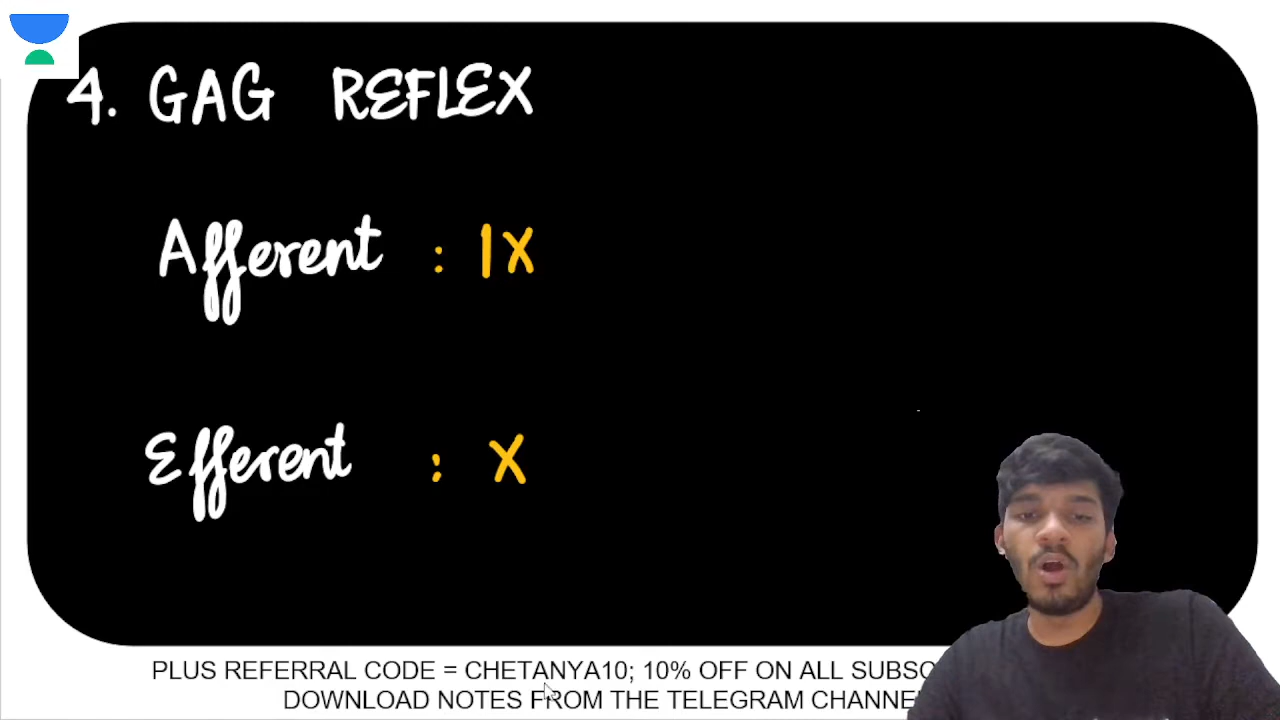 4. GAG REFLEX
Afferent : IX
Efferent : X
PLUS REFERRAL CODE = CHETANYA10; 10% OFF ON ALL
DOWNLOAD NOTES FROM THE TELEGRAM